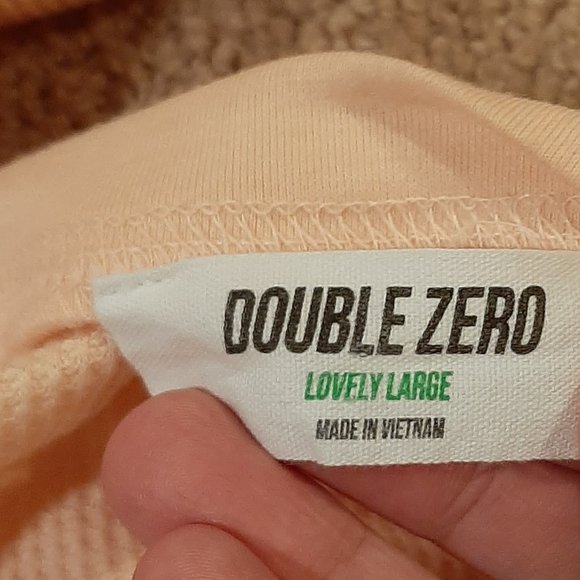 DOUBLE ZERO
LOVELY LARGE
MADE IN VIETNAM